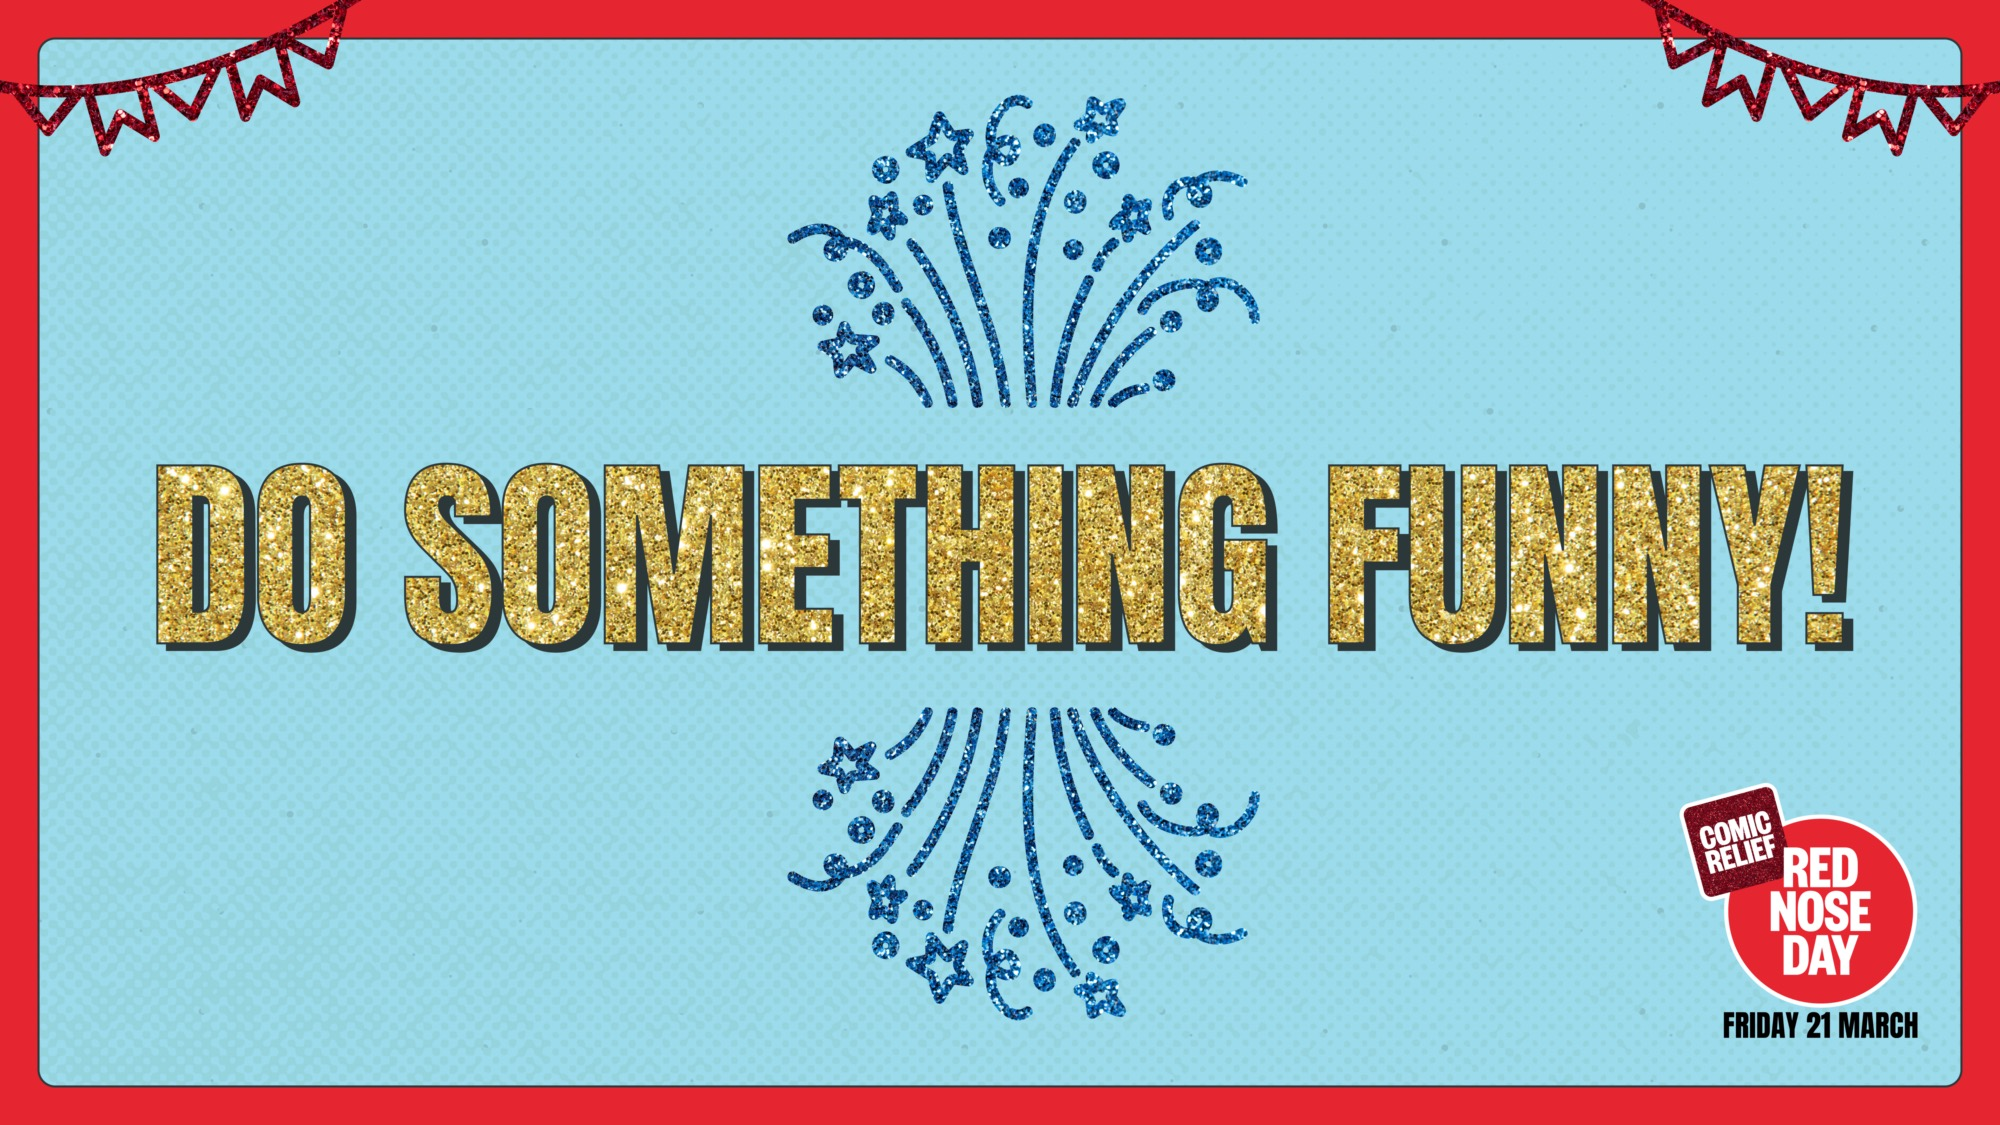 DO SOMETHING FUNNY!
COMIC
RELIEF
RED
NOSE
DAY
FRIDAY 21 MARCH